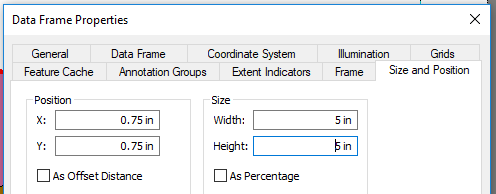 Data Frame Properties
General Data Frame Coordinate System Illumination Grids
Feature Cache Annotation Groups Extent Indicators Frame Size and Position
Position Size
X: 0.75 in Width: 5 in
Y: 0.75 in Height: 5 in
As Offset Distance As Percentage